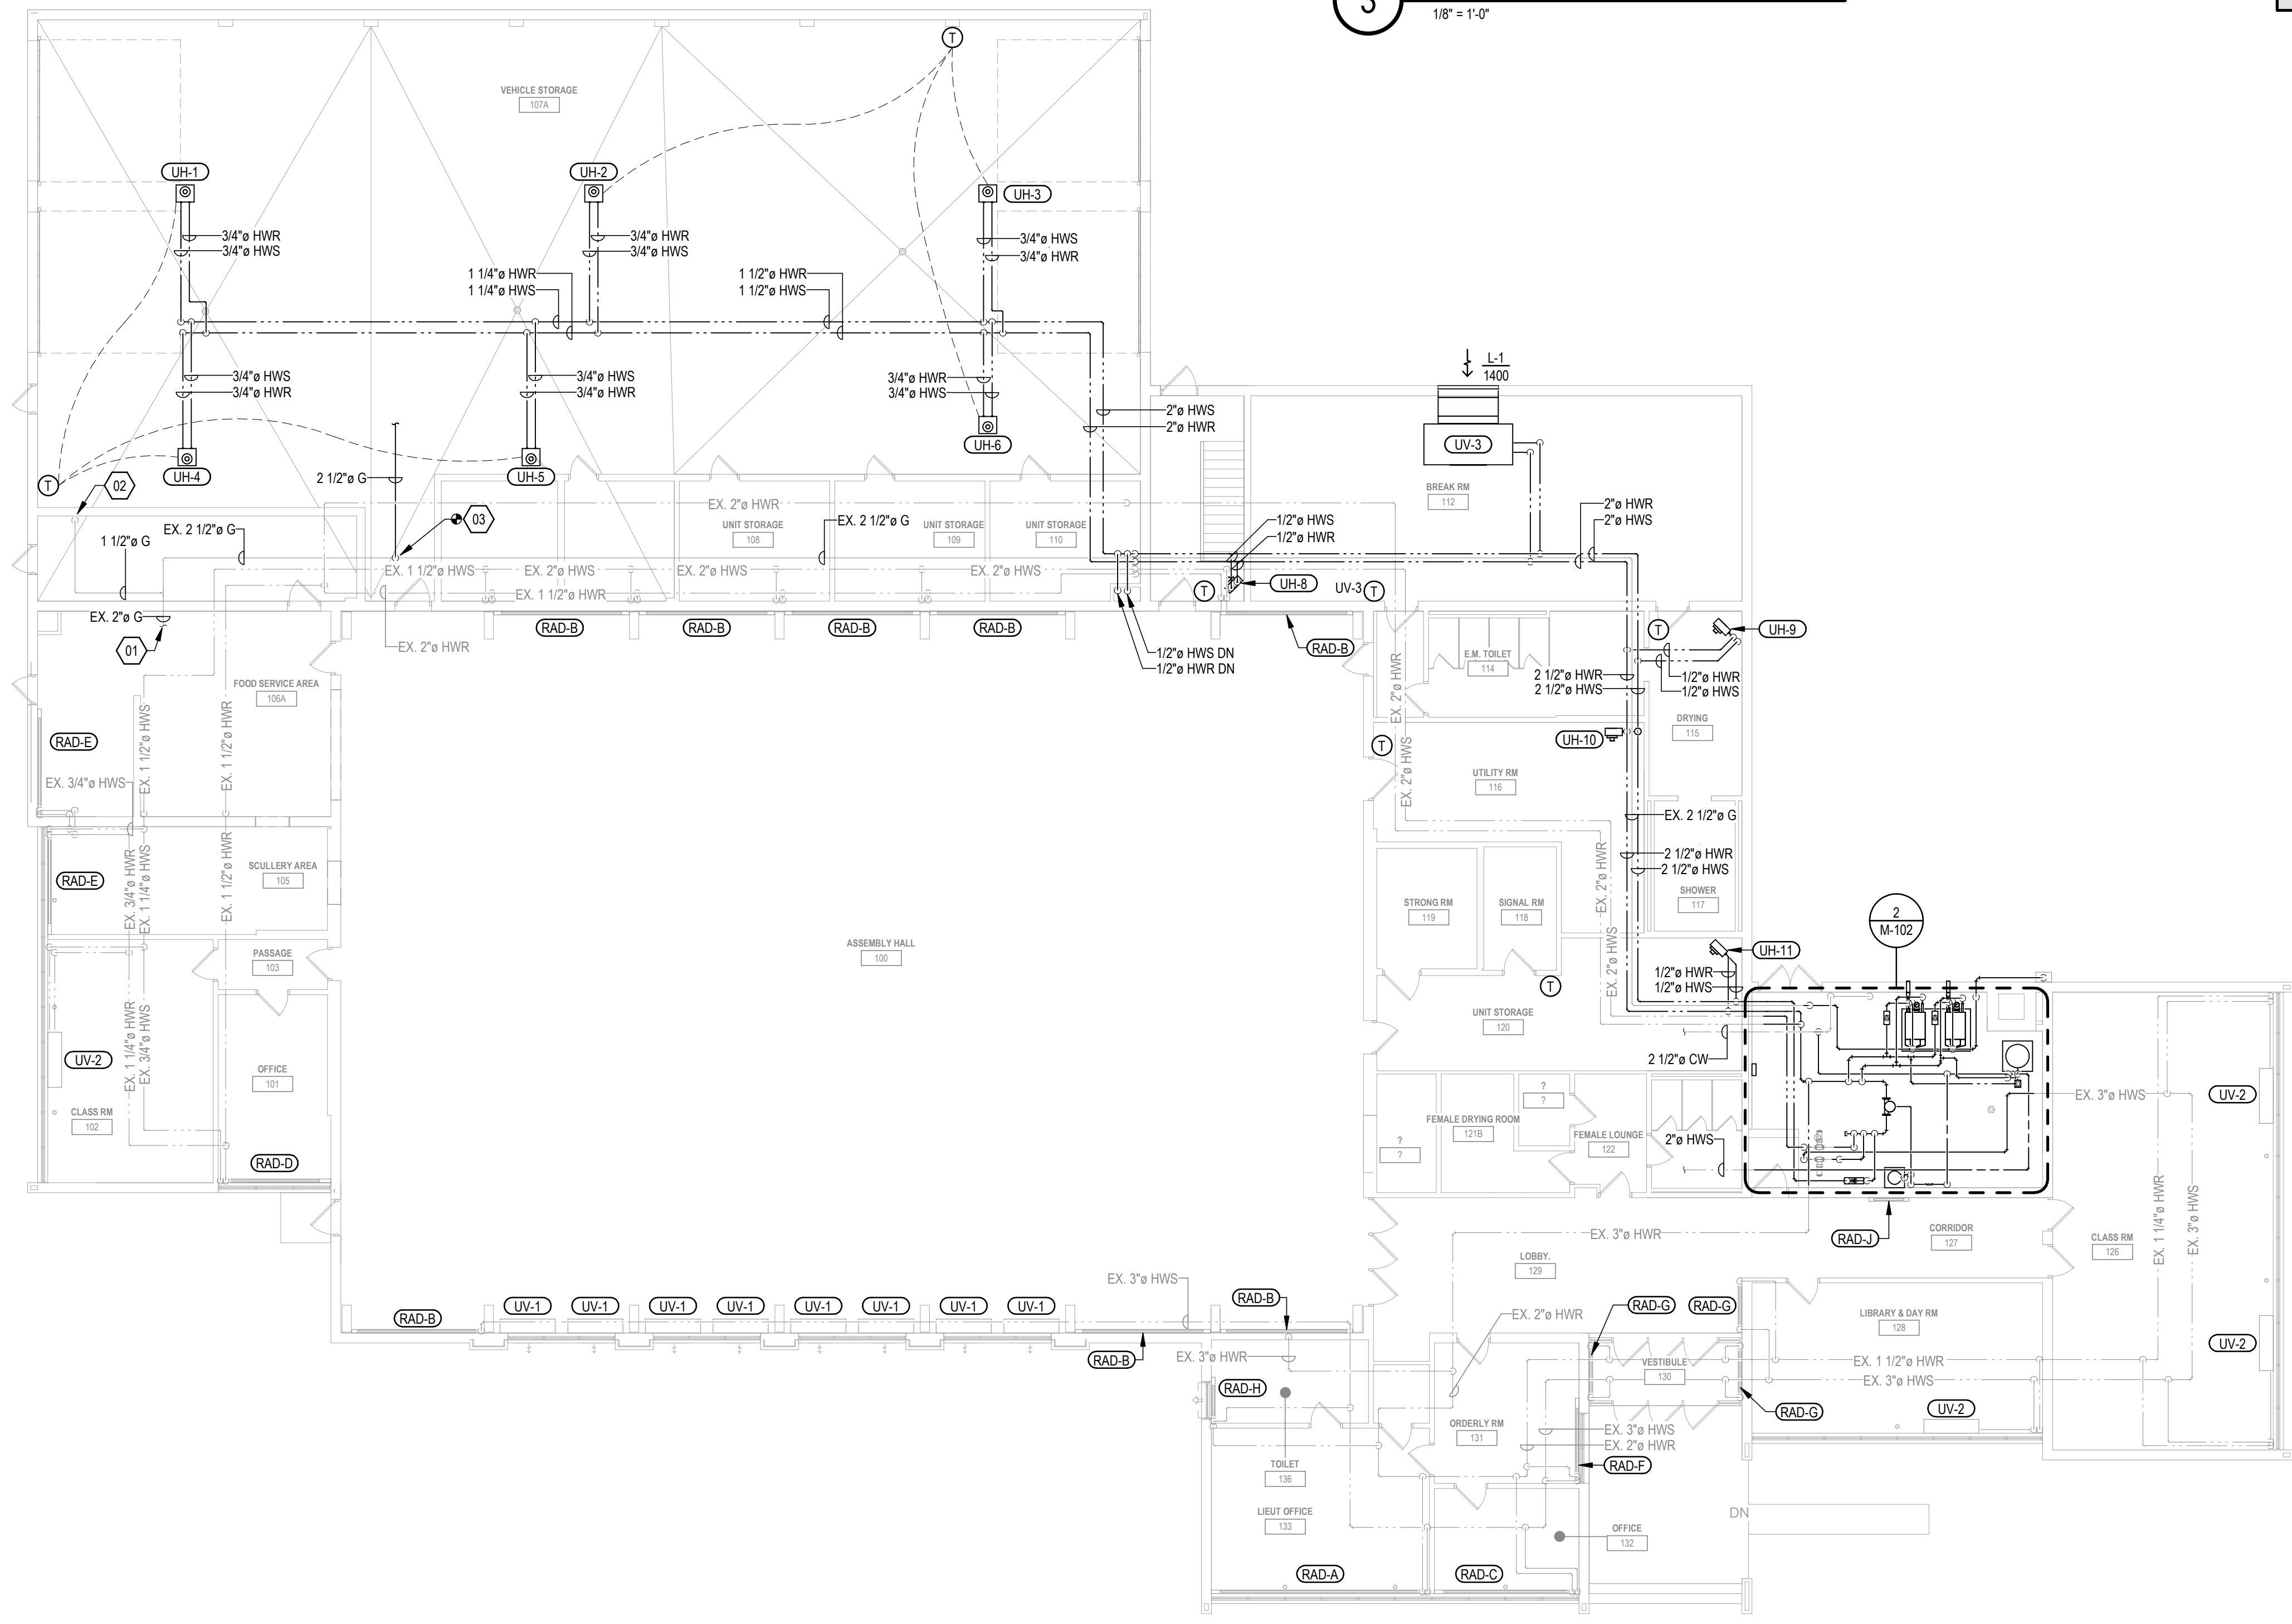 3
1/8" = 1'-0"
T
VEHICLE STORAGE
107A
UH-1
UH-2
UH-3
3/4"ø HWR
3/4"ø HWS
3/4"ø HWR
3/4"ø HWS
3/4"ø HWS
3/4"ø HWR
1 1/4"ø HWR
1 1/4"ø HWS
1 1/2"ø HWR
1 1/2"ø HWS
3/4"ø HWS
3/4"ø HWR
3/4"ø HWS
3/4"ø HWR
3/4"ø HWR
3/4"ø HWS
2"ø HWS
2"ø HWR
L-1
1400
UV-3
UH-4
UH-5
UH-6
T
02
2 1/2"ø G
03
1 1/2"ø G
EX. 2 1/2"ø G
EX. 2"ø HWR
UNIT STORAGE
108
EX. 2 1/2"ø G
UNIT STORAGE
109
UNIT STORAGE
110
BREAK RM
112
2"ø HWR
2"ø HWS
1/2"ø HWS
1/2"ø HWR
EX. 1 1/2"ø HWS
EX. 2"ø HWS
EX. 2"ø HWS
EX. 2"ø HWS
EX. 1 1/2"ø HWR
T
UH-8
UV-3
T
EX. 2"ø G
01
EX. 2"ø HWR
RAD-B
RAD-B
RAD-B
RAD-B
RAD-B
1/2"ø HWS DN
1/2"ø HWR DN
T
UH-9
E.M. TOILET
114
2 1/2"ø HWR
2 1/2"ø HWS
1/2"ø HWR
1/2"ø HWS
DRYING
115
FOOD SERVICE AREA
106A
RAD-E
EX. 3/4"ø HWS
EX. 1 1/2"ø HWS
EX. 1 1/2"ø HWR
EX. 2"ø HWR
EX. 2"ø HWS
T
UH-10
UTILITY RM
116
EX. 2 1/2"ø G
2 1/2"ø HWR
2 1/2"ø HWS
SHOWER
117
SCULLERY AREA
105
RAD-E
EX. 3/4"ø HWR
EX. 1 1/4"ø HWS
EX. 1 1/2"ø HWR
STRONG RM
119
SIGNAL RM
118
EX. 2"ø HWR
EX. 2"ø HWS
2
M-102
PASSAGE
103
ASSEMBLY HALL
100
UH-11
1/2"ø HWR
1/2"ø HWS
T
UNIT STORAGE
120
2 1/2"ø CW
OFFICE
101
UV-2
EX. 1 1/4"ø HWR
EX. 3/4"ø HWS
CLASS RM
102
RAD-D
?
?
FEMALE DRYING ROOM
121B
?
?
FEMALE LOUNGE
122
2"ø HWS
EX. 3"ø HWS
UV-2
EX. 1 1/4"ø HWR
EX. 3"ø HWS
EX. 3"ø HWR
LOBBY.
129
RAD-J
CORRIDOR
127
CLASS RM
126
EX. 3"ø HWS
RAD-B
UV-1
UV-1
UV-1
UV-1
UV-1
UV-1
UV-1
UV-1
RAD-B
RAD-B
EX. 2"ø HWR
RAD-G
RAD-G
LIBRARY & DAY RM
128
UV-2
EX. 3"ø HWR
RAD-H
VESTIBULE
130
EX. 1 1/2"ø HWR
EX. 3"ø HWS
RAD-G
UV-2
ORDERLY RM
131
EX. 3"ø HWS
EX. 2"ø HWR
RAD-F
TOILET
136
LIEUT OFFICE
133
OFFICE
132
DN
RAD-A
RAD-C